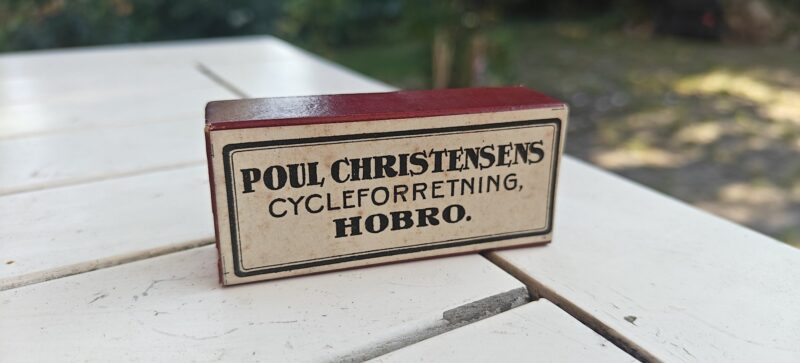 POUL CHRISTENSENS
CYCLEFORRETNING,
HOBRO.